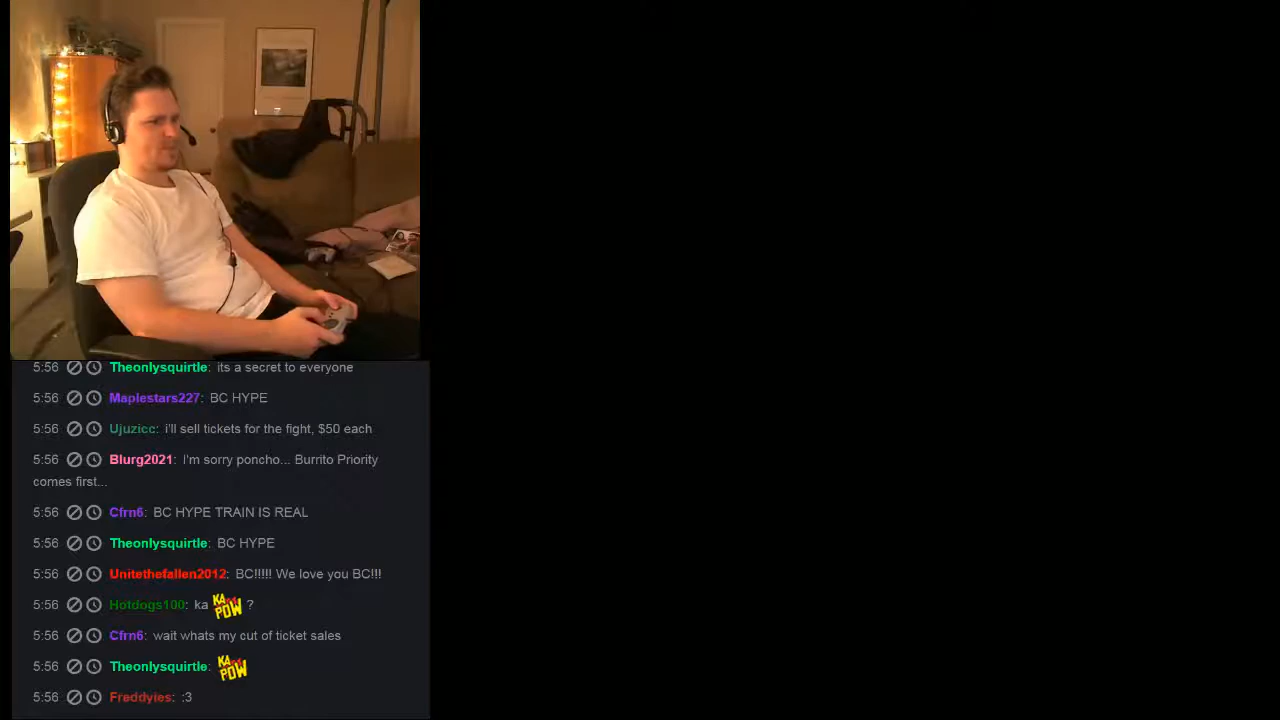 5:56 Theonlysquirtle: its a secret to everyone
5:56 Maplestars227: BC HYPE
5:56 Ujuzicc: i'll sell tickets for the fight, $50 each
5:56 Blurg2021: I'm sorry poncho... Burrito Priority
comes first...
5:56 Cfrn6: BC HYPE TRAIN IS REAL
5:56 Theonlysquirtle: BC HYPE
5:56 Unitethefallen2012: BC!!!!! We love you BC!!!
5:56 Hotdogs100: ka KA POW ?
5:56 Cfrn6: wait whats my cut of ticket sales
5:56 Theonlysquirtle: KA POW
5:56 Freddyies: :3